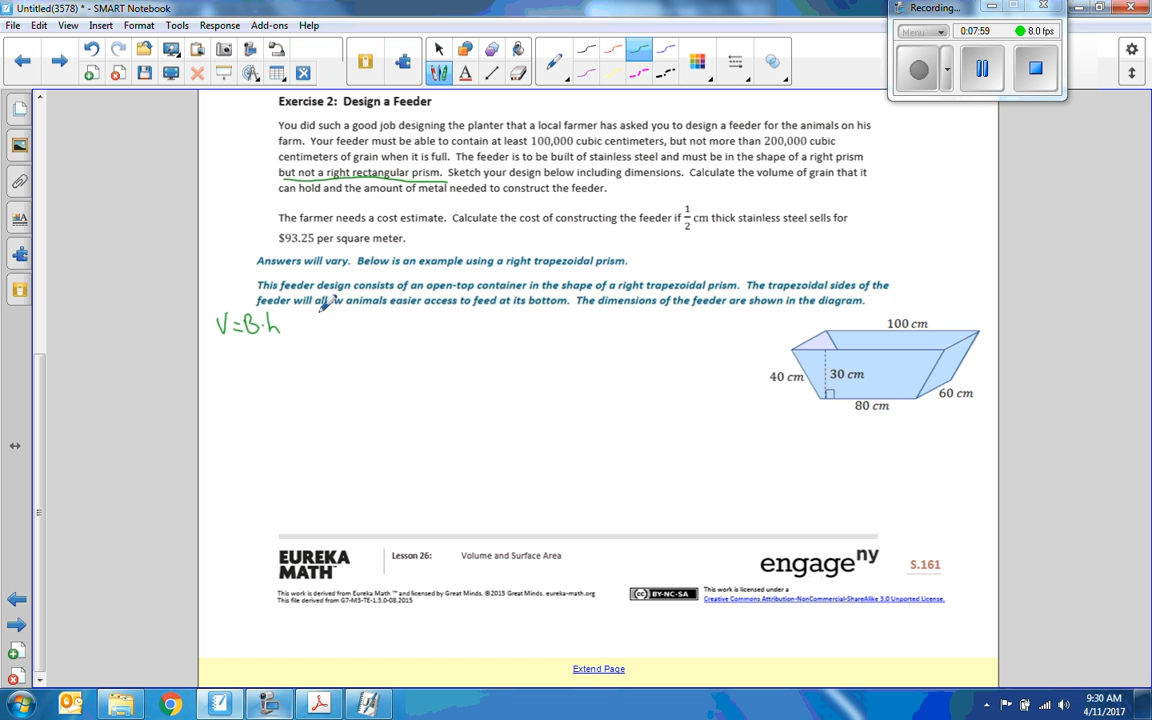 Untitled(3578) * - SMART Notebook
Recording...
File Edit View Insert Format Tools Response Add-ons Help
Menu 0:07:59 8.0 fps
Exercise 2: Design a Feeder
You did such a good job designing the planter that a local farmer has asked you to design a feeder for the animals on his
farm. Your feeder must be able to contain at least 100,000 cubic centimeters, but not more than 200,000 cubic
centimeters of grain when it is full. The feeder is to be built of stainless steel and must be in the shape of a right prism
but not a right rectangular prism. Sketch your design below including dimensions. Calculate the volume of grain that it
can hold and the amount of metal needed to construct the feeder.
The farmer needs a cost estimate. Calculate the cost of constructing the feeder if 1/2 cm thick stainless steel sells for
$93.25 per square meter.
Answers will vary. Below is an example using a right trapezoidal prism.
This feeder design consists of an open-top container in the shape of a right trapezoidal prism. The trapezoidal sides of the
feeder will allow animals easier access to feed at its bottom. The dimensions of the feeder are shown in the diagram.
V=B·h
100 cm
40 cm
30 cm
60 cm
80 cm
EUREKA MATH™
Lesson 26: Volume and Surface Area
engage ny
S.161
This work is derived from Eureka Math ™ and licensed by Great Minds. ©2015 Great Minds. eureka-math.org
This file derived from G7-M3-TE-1.3.0-08.2015
cc BY-NC-SA
This work is licensed under a
Creative Commons Attribution-NonCommercial-ShareAlike 3.0 Unported License.
Extend Page
9:30 AM
4/11/2017